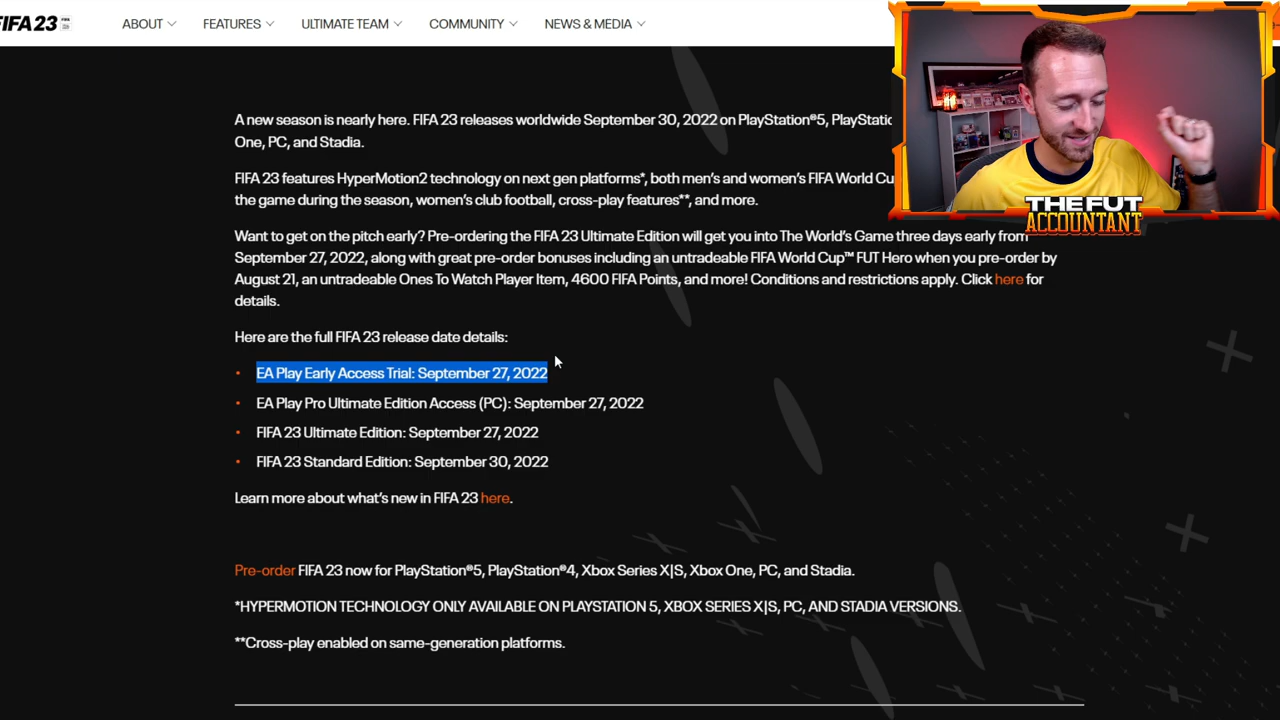 FIFA 23 ABOUT FEATURES ULTIMATE TEAM COMMUNITY NEWS & MEDIA
A new season is nearly here. FIFA 23 releases worldwide September 30, 2022 on PlayStation®5, PlayStatio
One, PC, and Stadia.
FIFA 23 features HyperMotion2 technology on next gen platforms*, both men's and women's FIFA World Cu
the game during the season, women's club football, cross-play features**, and more.
THE FUT
ACCOUNTANT
Want to get on the pitch early? Pre-ordering the FIFA 23 Ultimate Edition will get you into The World's Game three days early from
September 27, 2022, along with great pre-order bonuses including an untradeable FIFA World Cup™ FUT Hero when you pre-order by
August 21, an untradeable Ones To Watch Player Item, 4600 FIFA Points, and more! Conditions and restrictions apply. Click here for
details.
Here are the full FIFA 23 release date details:
• EA Play Early Access Trial: September 27, 2022
• EA Play Pro Ultimate Edition Access (PC): September 27, 2022
• FIFA 23 Ultimate Edition: September 27, 2022
• FIFA 23 Standard Edition: September 30, 2022
Learn more about what's new in FIFA 23 here.
Pre-order FIFA 23 now for PlayStation®5, PlayStation®4, Xbox Series X|S, Xbox One, PC, and Stadia.
*HYPERMOTION TECHNOLOGY ONLY AVAILABLE ON PLAYSTATION 5, XBOX SERIES X|S, PC, AND STADIA VERSIONS.
**Cross-play enabled on same-generation platforms.